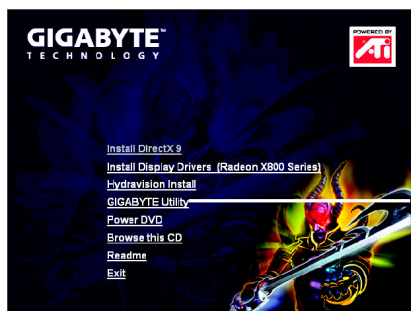 GIGABYTE™
TECHNOLOGY
POWERED BY
ATi
Install DirectX 9
Install Display Drivers (Radeon X800 Series)
Hydravision Install
GIGABYTE Utility
Power DVD
Browse this CD
Readme
Exit